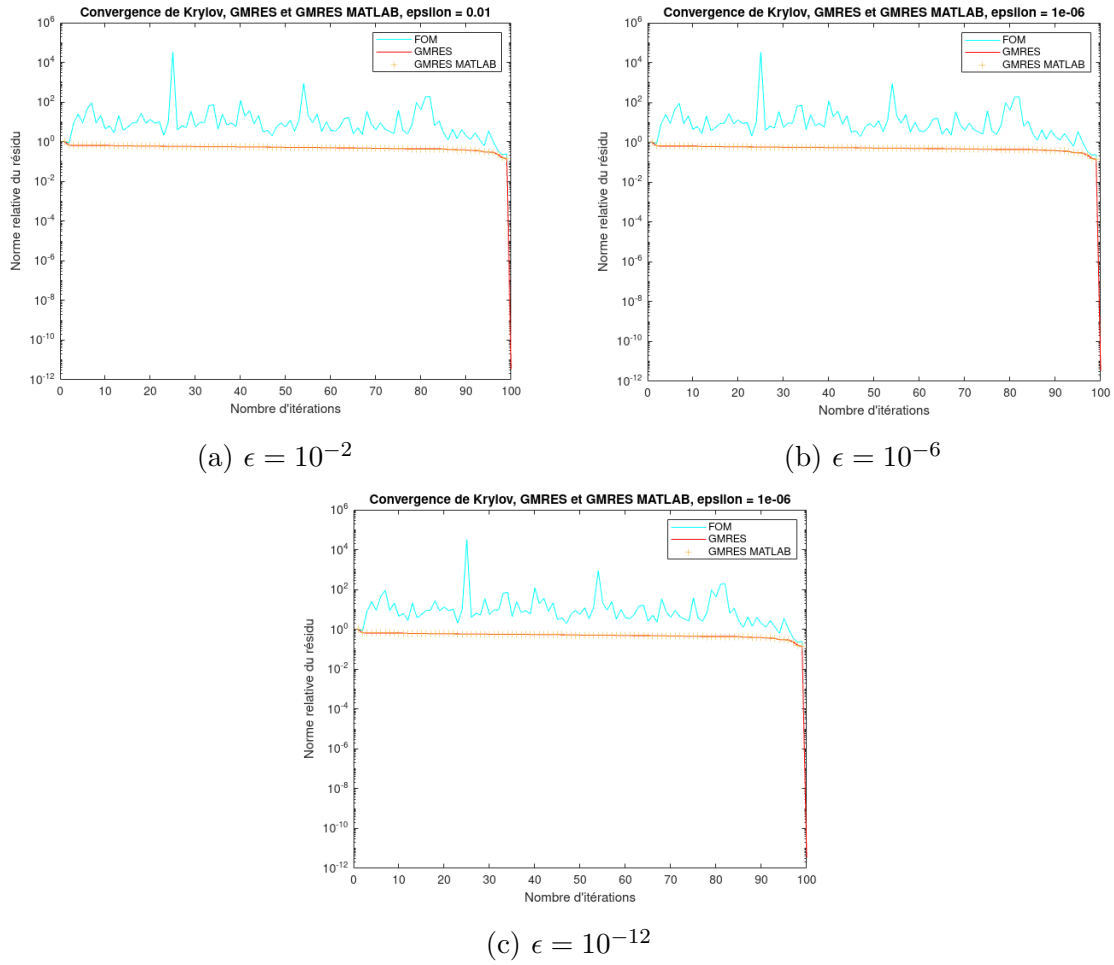 Convergence de Krylov, GMRES et GMRES MATLAB, epsilon = 0.01
10^6
10^4
10^2
10^0
10^-2
10^-4
10^-6
10^-8
10^-10
10^-12
Norme relative du résidu
FOM
GMRES
GMRES MATLAB
0 10 20 30 40 50 60 70 80 90 100
Nombre d'itérations
(a) ϵ = 10^−2
Convergence de Krylov, GMRES et GMRES MATLAB, epsilon = 1e-06
10^6
10^4
10^2
10^0
10^-2
10^-4
10^-6
10^-8
10^-10
10^-12
Norme relative du résidu
FOM
GMRES
GMRES MATLAB
0 10 20 30 40 50 60 70 80 90 100
Nombre d'itérations
(b) ϵ = 10^−6
Convergence de Krylov, GMRES et GMRES MATLAB, epsilon = 1e-06
10^6
10^4
10^2
10^0
10^-2
10^-4
10^-6
10^-8
10^-10
10^-12
Norme relative du résidu
FOM
GMRES
GMRES MATLAB
0 10 20 30 40 50 60 70 80 90 100
Nombre d'itérations
(c) ϵ = 10^−12